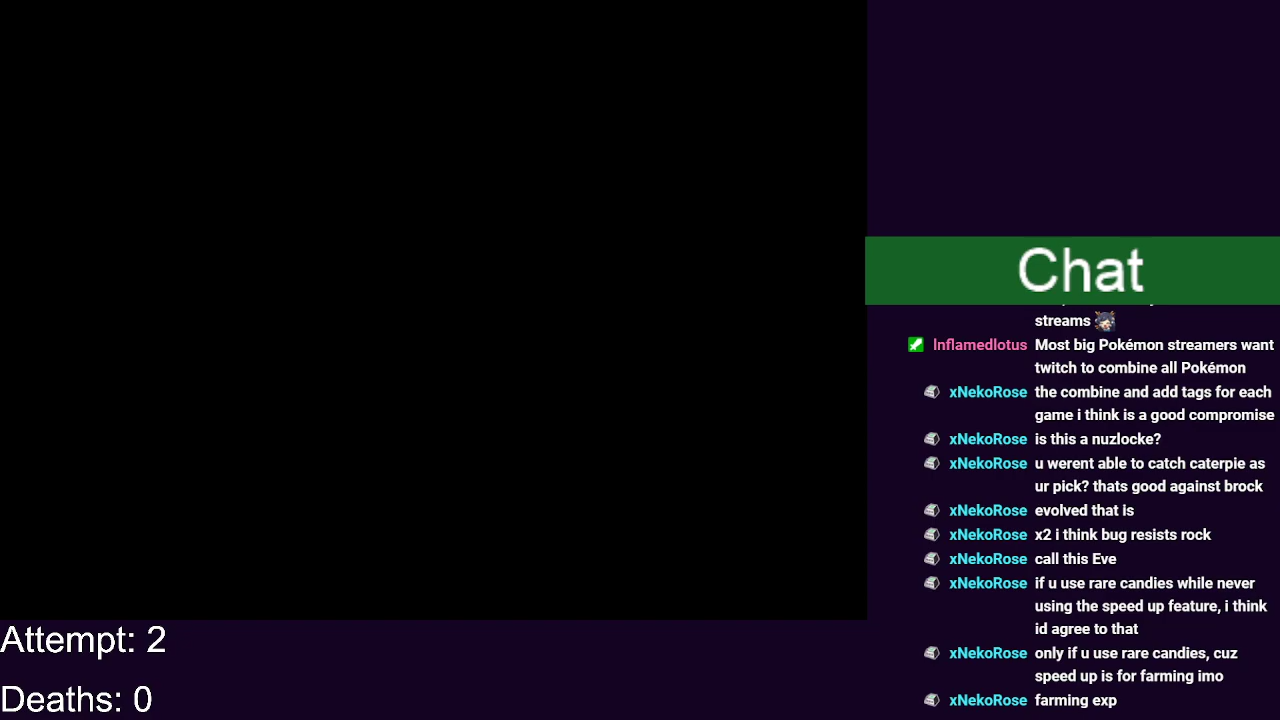 Chat
streams
Inflamedlotus Most big Pokémon streamers want
twitch to combine all Pokémon
xNekoRose the combine and add tags for each
game i think is a good compromise
xNekoRose is this a nuzlocke?
xNekoRose u werent able to catch caterpie as
ur pick? thats good against brock
xNekoRose evolved that is
xNekoRose x2 i think bug resists rock
xNekoRose call this Eve
xNekoRose if u use rare candies while never
using the speed up feature, i think
id agree to that
xNekoRose only if u use rare candies, cuz
speed up is for farming imo
xNekoRose farming exp
Attempt: 2
Deaths: 0